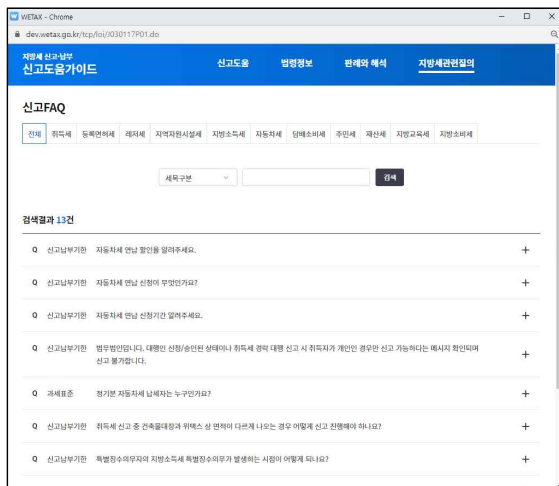 WETAX - Chrome
dev.wetax.go.kr/tcp/loi/J030117P01.do
지방세 신고·납부
신고도움가이드
신고도움 법령정보 판례와 해석 지방세관련질의
신고FAQ
전체 취득세 등록면허세 레저세 지역자원시설세 지방소득세 자동차세 담배소비세 주민세 재산세 지방교육세 지방소비세
세목구분 검색
검색결과 13건
Q 신고납부기한 자동차세 연납 할인율 알려주세요.
Q 신고납부기한 자동차세 연납 신청이 무엇인가요?
Q 신고납부기한 자동차세 연납 신청기간 알려주세요.
Q 신고납부기한 법무법인입니다. 대행인 신청/승인된 상태이나 취득세 경락 대행 신고 시 취득자가 개인인 경우만 신고 가능하다는 메시지 확인되며
신고 불가합니다.
Q 과세표준 정기분 자동차세 납세자는 누구인가요?
Q 신고납부기한 취득세 신고 중 건축물대장과 위택스 상 면적이 다르게 나오는 경우 어떻게 신고 진행해야 하나요?
Q 신고납부기한 특별징수의무자의 지방소득세 특별징수의무가 발생하는 시점이 어떻게 되나요?